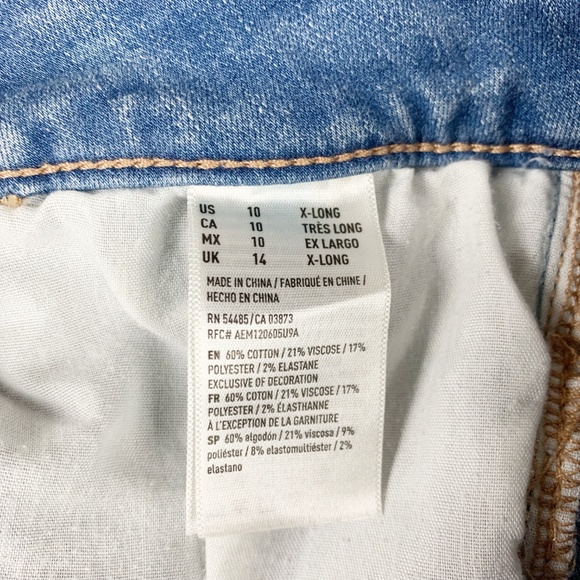 US 10 X-LONG
CA 10 TRÈS LONG
MX 10 EX LARGO
UK 14 X-LONG
MADE IN CHINA / FABRIQUÉ EN CHINE /
HECHO EN CHINA
RN 54485/CA 03873
RFC# AEM120605U9A
EN 60% COTTON / 21% VISCOSE / 17%
POLYESTER / 2% ELASTANE
EXCLUSIVE OF DECORATION
FR 60% COTON / 21% VISCOSE / 17%
POLYESTER / 2% ÉLASTHANNE
À L'EXCEPTION DE LA GARNITURE
SP 60% algodón / 21% viscosa / 9%
poliéster / 8% elastomultiéster / 2%
elastano